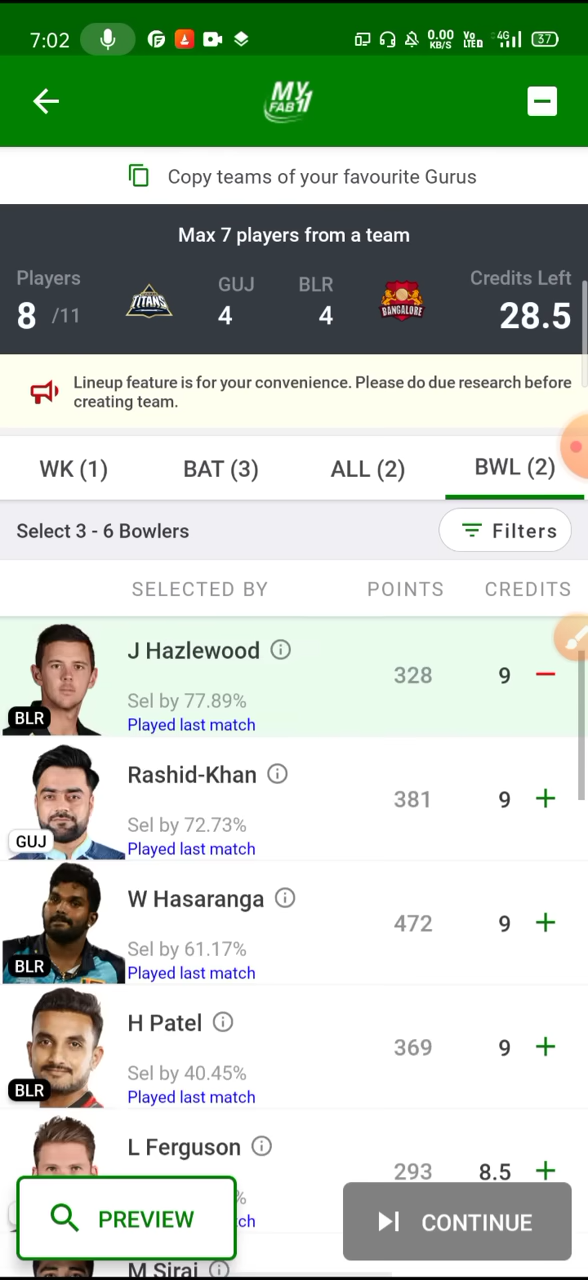 7:02
0.00 KB/S
Vo LTED
4G
37
MY FAB 11
Copy teams of your favourite Gurus
Max 7 players from a team
Players
GUJ
BLR
Credits Left
8 /11
TITANS
4
4
BANGALORE
28.5
Lineup feature is for your convenience. Please do due research before
creating team.
WK (1)
BAT (3)
ALL (2)
BWL (2)
Select 3 - 6 Bowlers
Filters
SELECTED BY
POINTS
CREDITS
J Hazlewood
328
9
Sel by 77.89%
BLR
Played last match
Rashid-Khan
381
9
Sel by 72.73%
GUJ
Played last match
W Hasaranga
472
9
Sel by 61.17%
BLR
Played last match
H Patel
369
9
Sel by 40.45%
BLR
Played last match
L Ferguson
293
8.5
%
ch
PREVIEW
CONTINUE
M Siraj